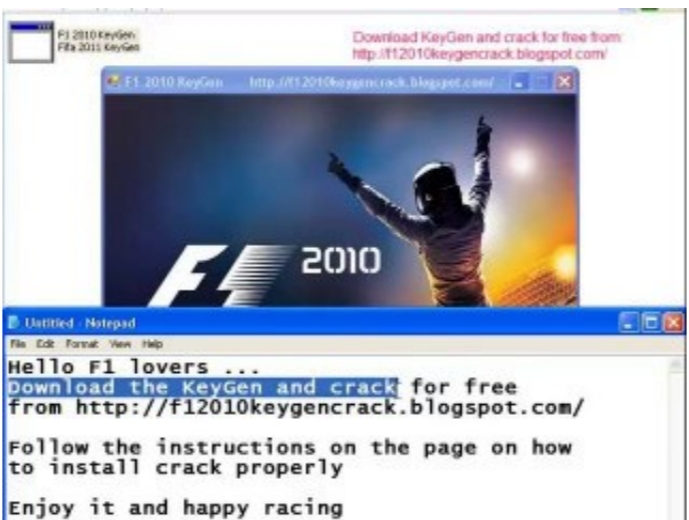 F1 2010 KeyGen
Fifa 2011 KeyGen
Download KeyGen and crack for free from:
http://f12010keygencrack.blogspot.com/
F1 2010 KeyGen http://f12010keygencrack.blogspot.com/
F1 2010
Untitled - Notepad
File Edit Format View Help
Hello F1 lovers ...
Download the KeyGen and crack for free
from http://f12010keygencrack.blogspot.com/
Follow the instructions on the page on how
to install crack properly
Enjoy it and happy racing